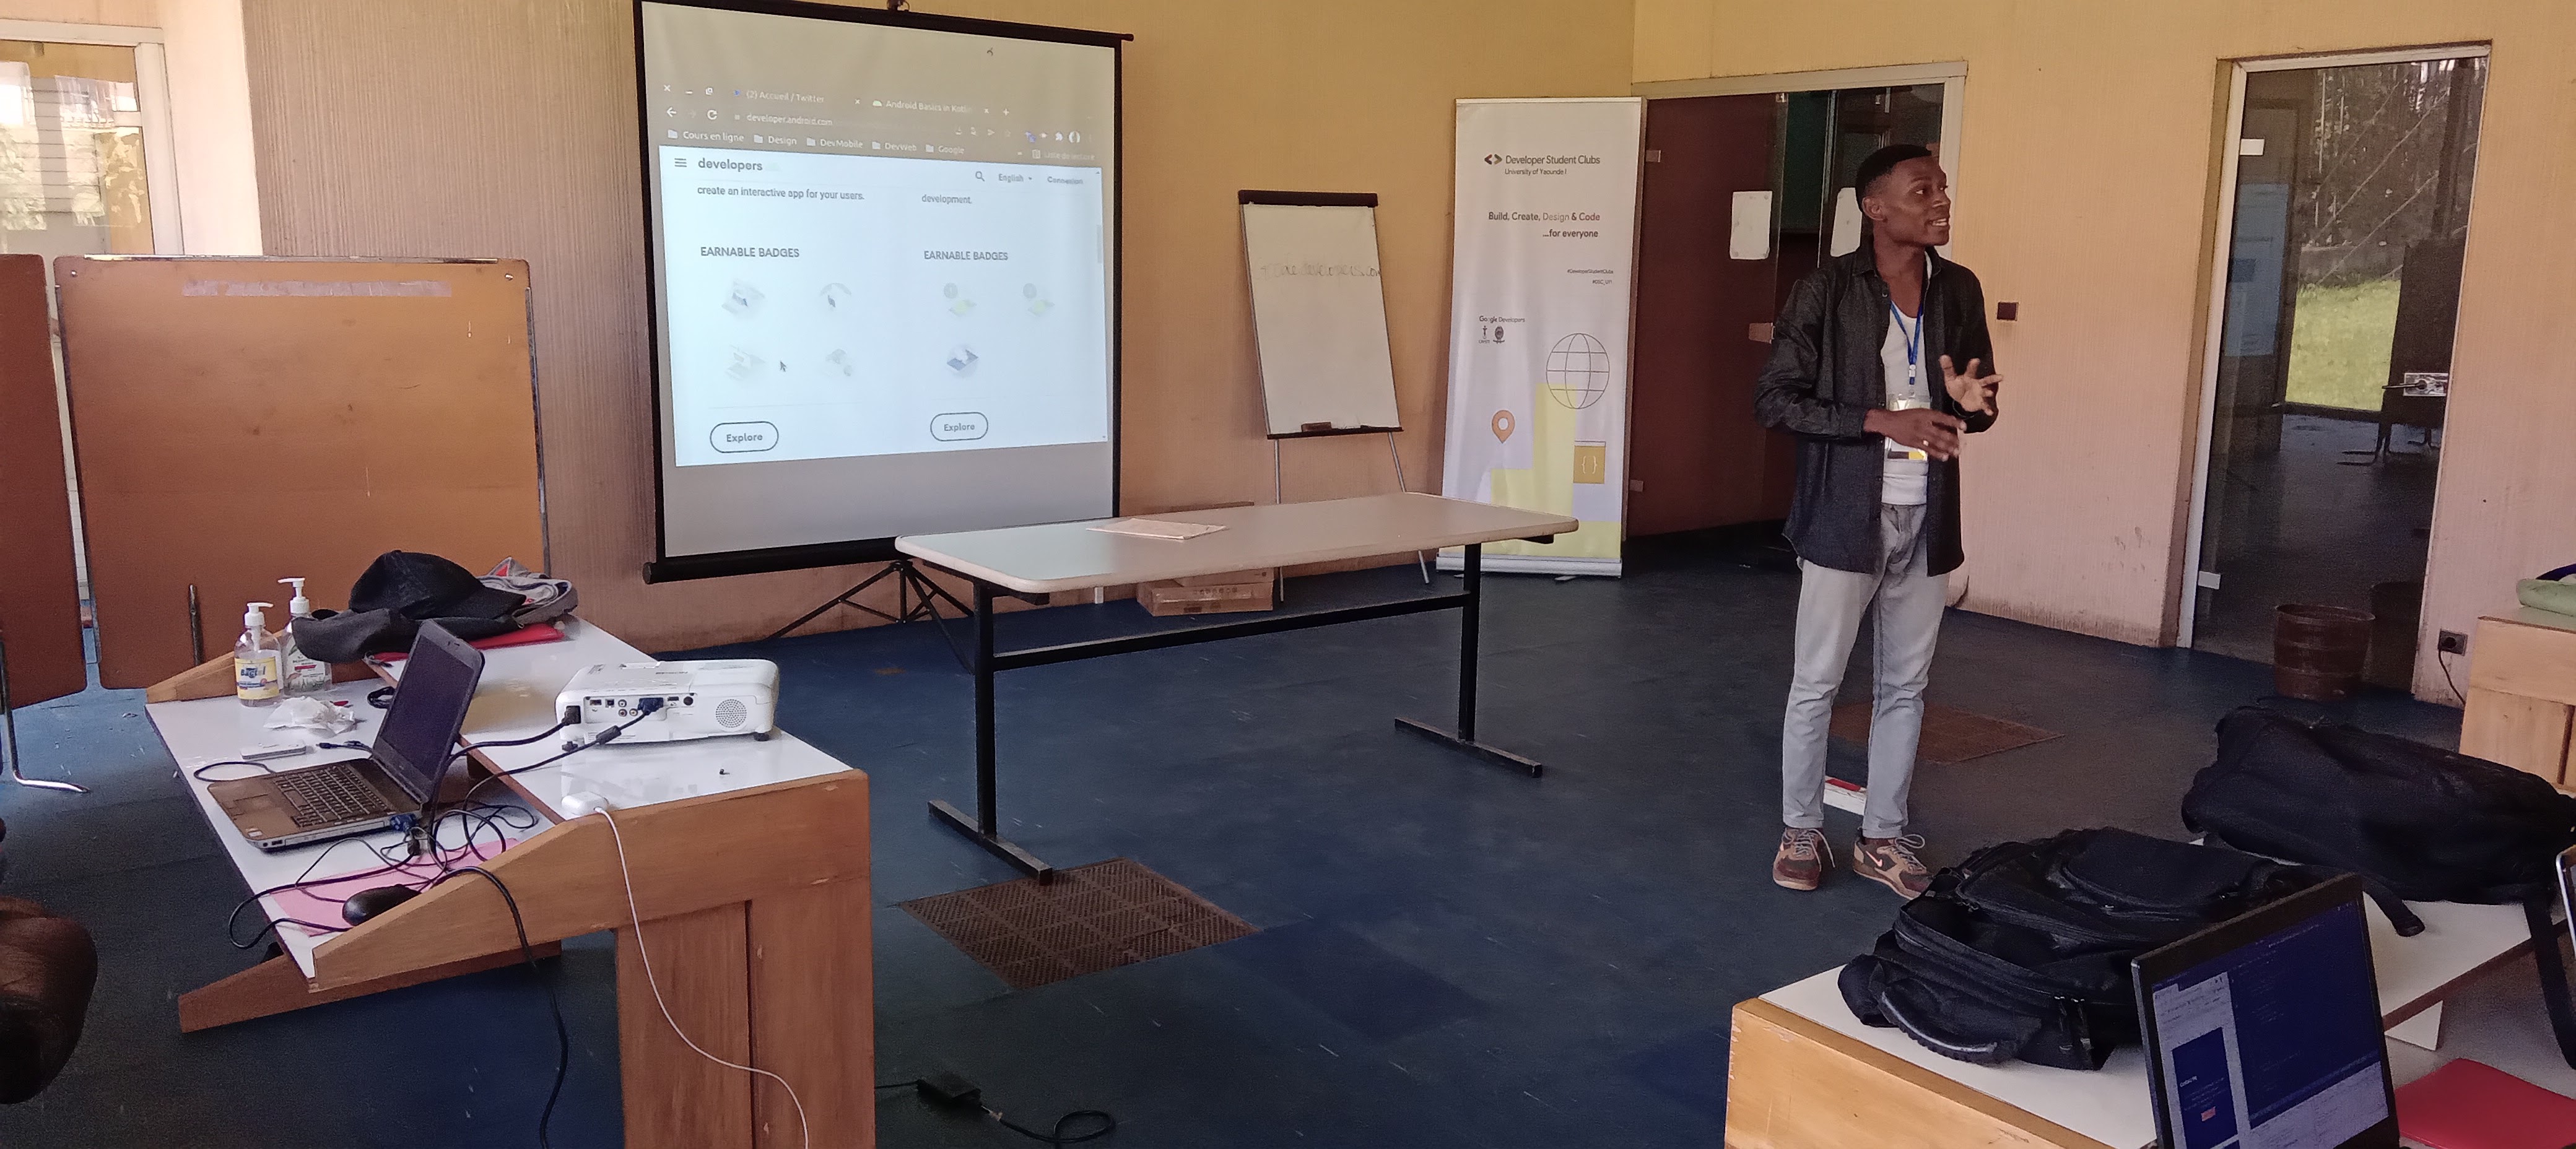 (2) Accueil / Twitter
Android Basics in Kotlin
developer.android.com
Cours en ligne
Design
DevMobile
DevWeb
Google
developers
English
Connexion
create an interactive app for your users.
development.
EARNABLE BADGES
EARNABLE BADGES
Explore
Explore
Developer Student Clubs
University of Yaounde I
Build, Create, Design & Code
...for everyone
#DeveloperStudentClubs
Google Developers
{ }